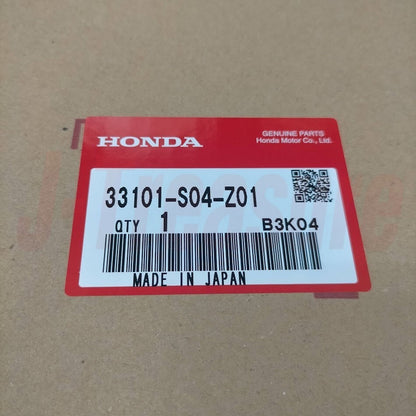 HONDA
GENUINE PARTS
Honda Motor Co., Ltd.
33101-S04-Z01
QTY 1 B3K04
MADE IN JAPAN